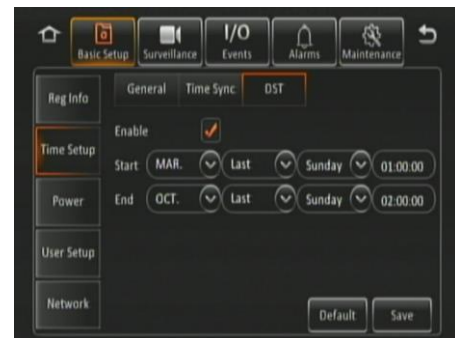 Basic Setup
Surveillance
I/O
Events
Alarms
Maintenance
Reg Info
General Time Sync DST
Enable
Time Setup
Start MAR. Last Sunday 01:00:00
Power
End OCT. Last Sunday 02:00:00
User Setup
Network
Default Save